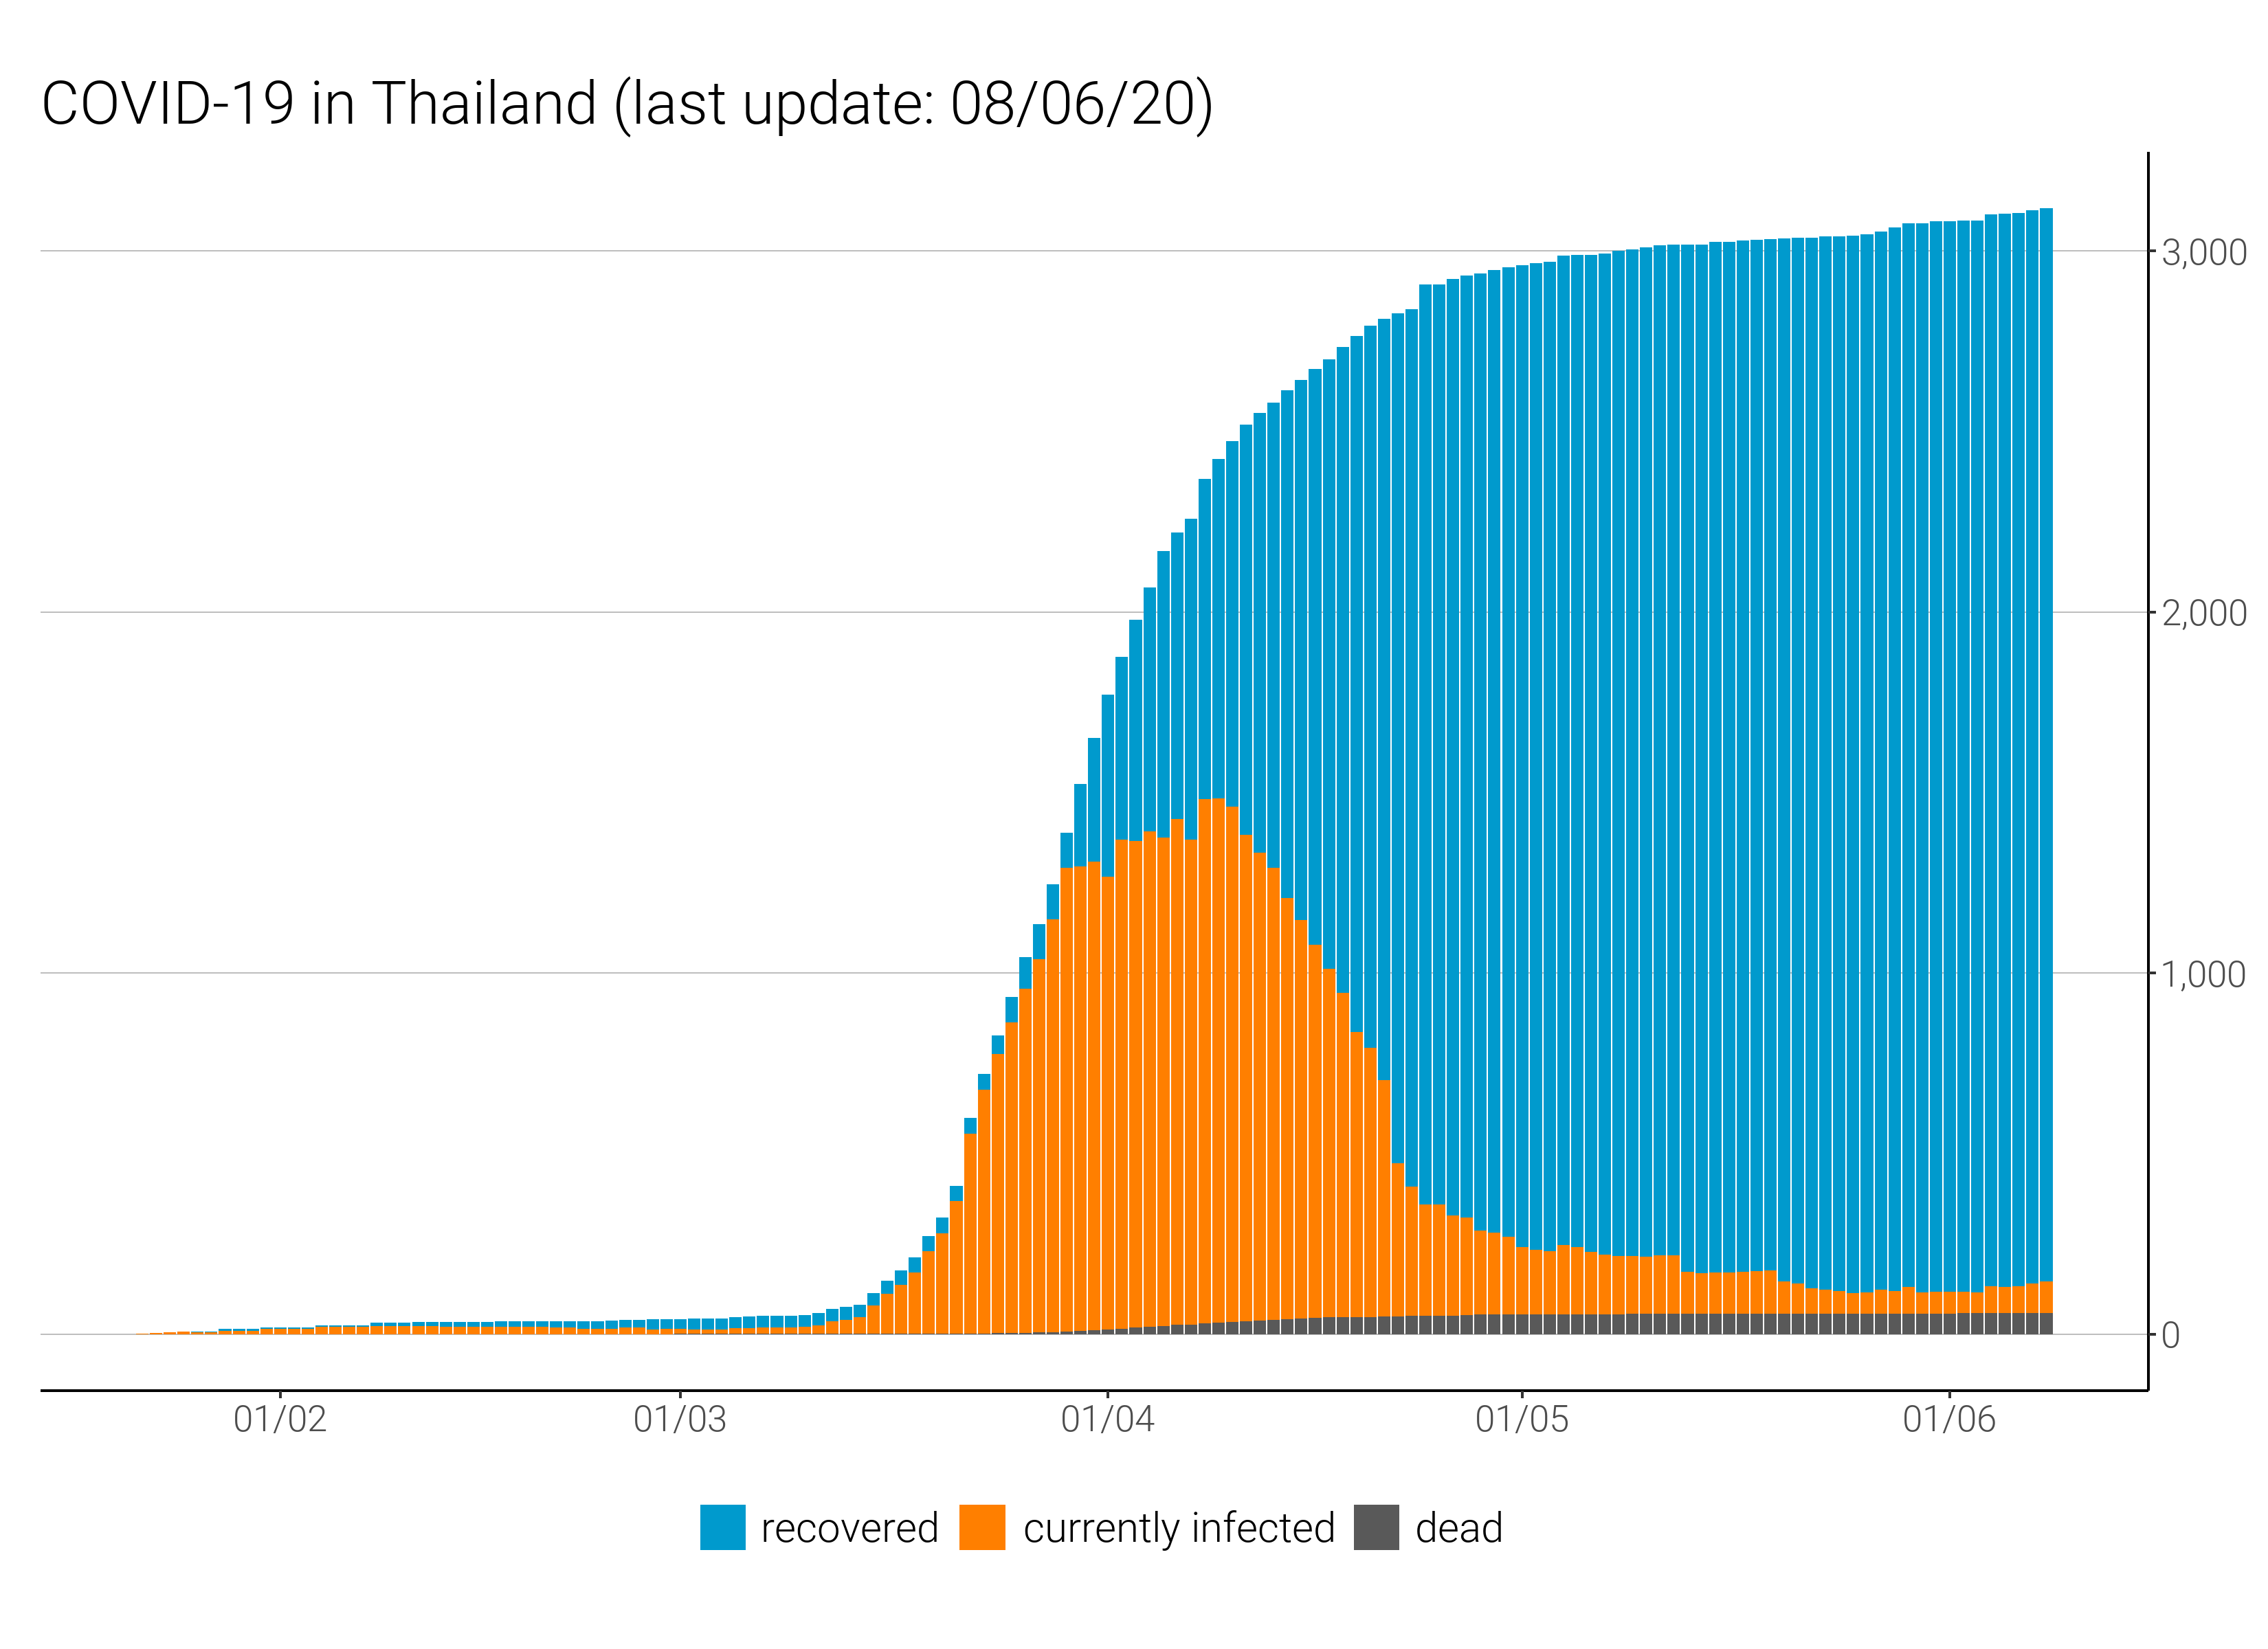 COVID-19 in Thailand (last update: 08/06/20)
3,000
2,000
1,000
0
01/02 01/03 01/04 01/05 01/06
recovered currently infected dead